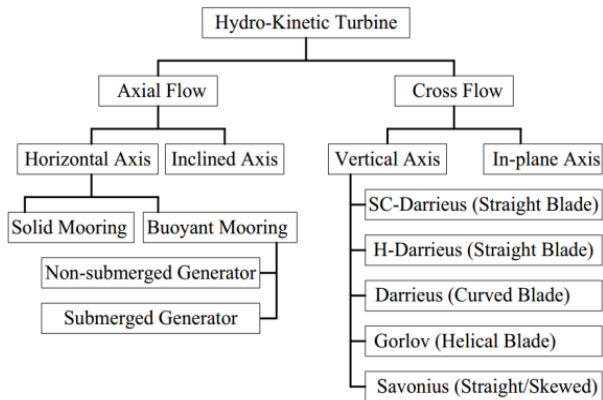 Hydro-Kinetic Turbine
Axial Flow
Cross Flow
Horizontal Axis
Inclined Axis
Vertical Axis
In-plane Axis
Solid Mooring
Buoyant Mooring
Non-submerged Generator
Submerged Generator
SC-Darrieus (Straight Blade)
H-Darrieus (Straight Blade)
Darrieus (Curved Blade)
Gorlov (Helical Blade)
Savonius (Straight/Skewed)